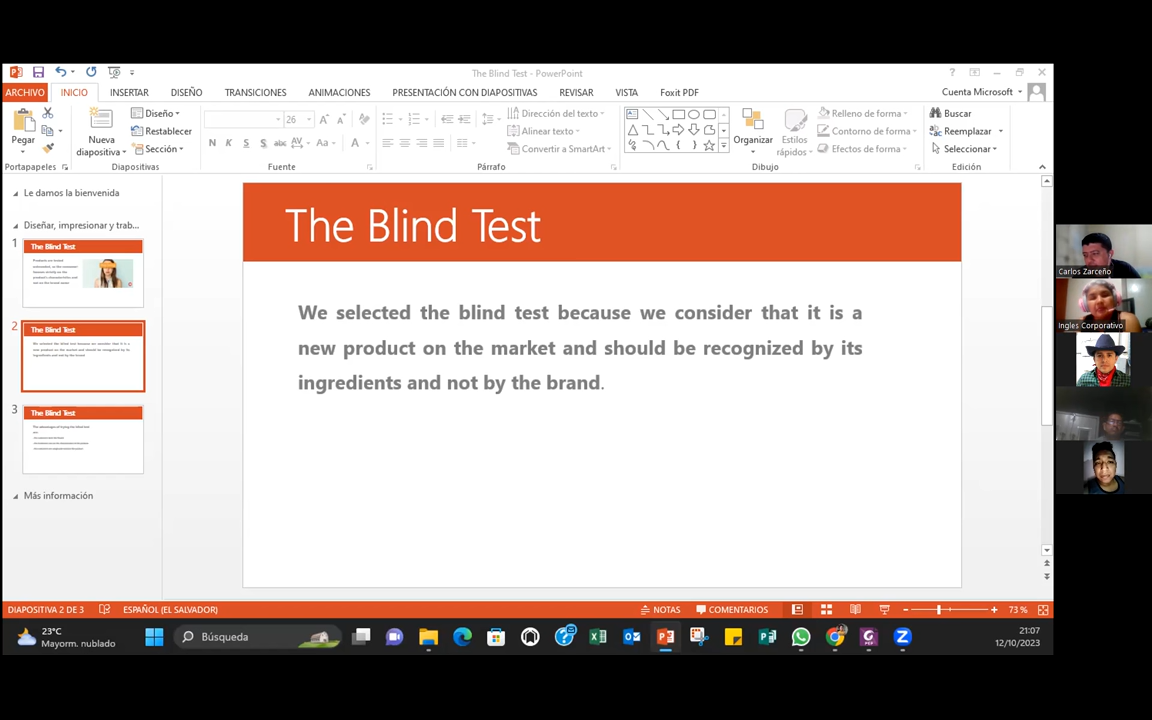 The Blind Test - PowerPoint
ARCHIVO INICIO INSERTAR DISEÑO TRANSICIONES ANIMACIONES PRESENTACIÓN CON DIAPOSITIVAS REVISAR VISTA Foxit PDF Cuenta Microsoft
Pegar
Nueva diapositiva
Diseño
Restablecer
Sección
26
Dirección del texto
Alinear texto
Convertir a SmartArt
Organizar
Estilos rápidos
Relleno de forma
Contorno de forma
Efectos de forma
Buscar
Reemplazar
Seleccionar
Portapapeles Diapositivas Fuente Párrafo Dibujo Edición
Le damos la bienvenida
Diseñar, impresionar y trab...
1
The Blind Test
2
The Blind Test
3
The Blind Test
Más información
The Blind Test
We selected the blind test because we consider that it is a
new product on the market and should be recognized by its
ingredients and not by the brand.
Carlos Zarceño
Ingles Corporativo
DIAPOSITIVA 2 DE 3 ESPAÑOL (EL SALVADOR) NOTAS COMENTARIOS 73 %
23°C
Mayorm. nublado
Búsqueda
21:07
12/10/2023